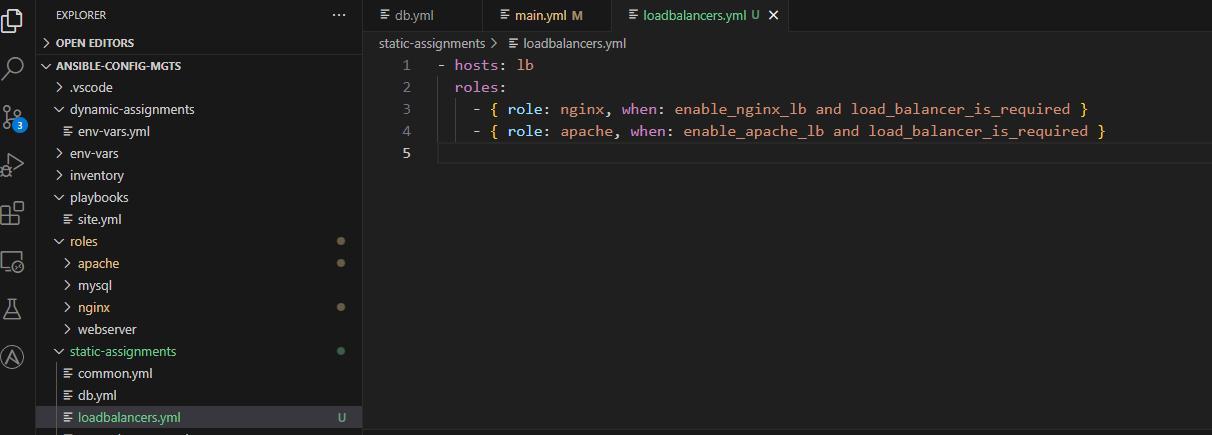 EXPLORER
OPEN EDITORS
ANSIBLE-CONFIG-MGTS
.vscode
dynamic-assignments
env-vars.yml
env-vars
inventory
playbooks
site.yml
roles
apache
mysql
nginx
webserver
static-assignments
common.yml
db.yml
loadbalancers.yml U
3
db.yml main.yml M loadbalancers.yml U
static-assignments > loadbalancers.yml
1 - hosts: lb
2   roles:
3     - { role: nginx, when: enable_nginx_lb and load_balancer_is_required }
4     - { role: apache, when: enable_apache_lb and load_balancer_is_required }
5